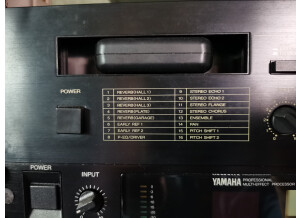 POWER
1 REVERB(HALL 1) 9 STEREO ECHO 1
2 REVERB(HALL 2) 10 STEREO ECHO 2
3 REVERB(HALL 3) 11 STEREO FLANGE
4 REVERB(PLATE) 12 STEREO CHORUS
5 REVERB(GARAGE) 13 ENSEMBLE
6 EARLY REF 1 14 PAN
7 EARLY REF 2 15 PITCH SHIFT 1
8 P-EQ/DRIVER 16 PITCH SHIFT 2
POWER
INPUT
YAMAHA PROFESSIONAL
MULTI-EFFECT PROCESSOR